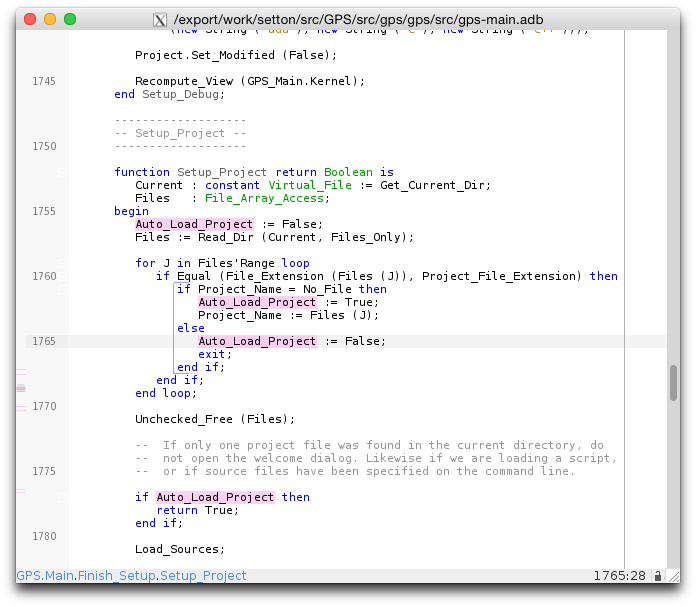 /export/work/setton/src/GPS/src/gps/gps/src/gps-main.adb
(new String'("ada"), new String'("c"), new String'("c++")));
Project.Set_Modified (False);
1745 Recompute_View (GPS_Main.Kernel);
end Setup_Debug;
-------------------
-- Setup_Project --
1750 -------------------
function Setup_Project return Boolean is
Current : constant Virtual_File := Get_Current_Dir;
Files : File_Array_Access;
1755 begin
Auto_Load_Project := False;
Files := Read_Dir (Current, Files_Only);
for J in Files'Range loop
1760 if Equal (File_Extension (Files (J)), Project_File_Extension) then
if Project_Name = No_File then
Auto_Load_Project := True;
Project_Name := Files (J);
else
1765 Auto_Load_Project := False;
exit;
end if;
end if;
end loop;
1770
Unchecked_Free (Files);
-- If only one project file was found in the current directory, do
-- not open the welcome dialog. Likewise if we are loading a script,
1775 -- or if source files have been specified on the command line.
if Auto_Load_Project then
return True;
end if;
1780
Load_Sources;
GPS.Main.Finish_Setup.Setup_Project 1765:28